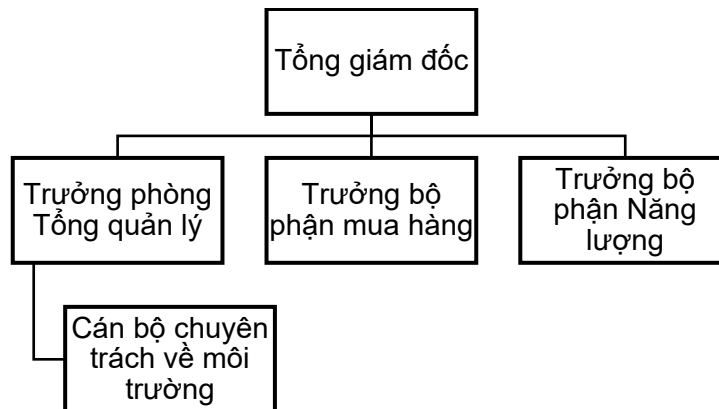 Tổng giám đốc
Trưởng phòng
Tổng quản lý
Trưởng bộ
phận mua hàng
Trưởng bộ
phận Năng
lượng
Cán bộ chuyên
trách về môi
trường